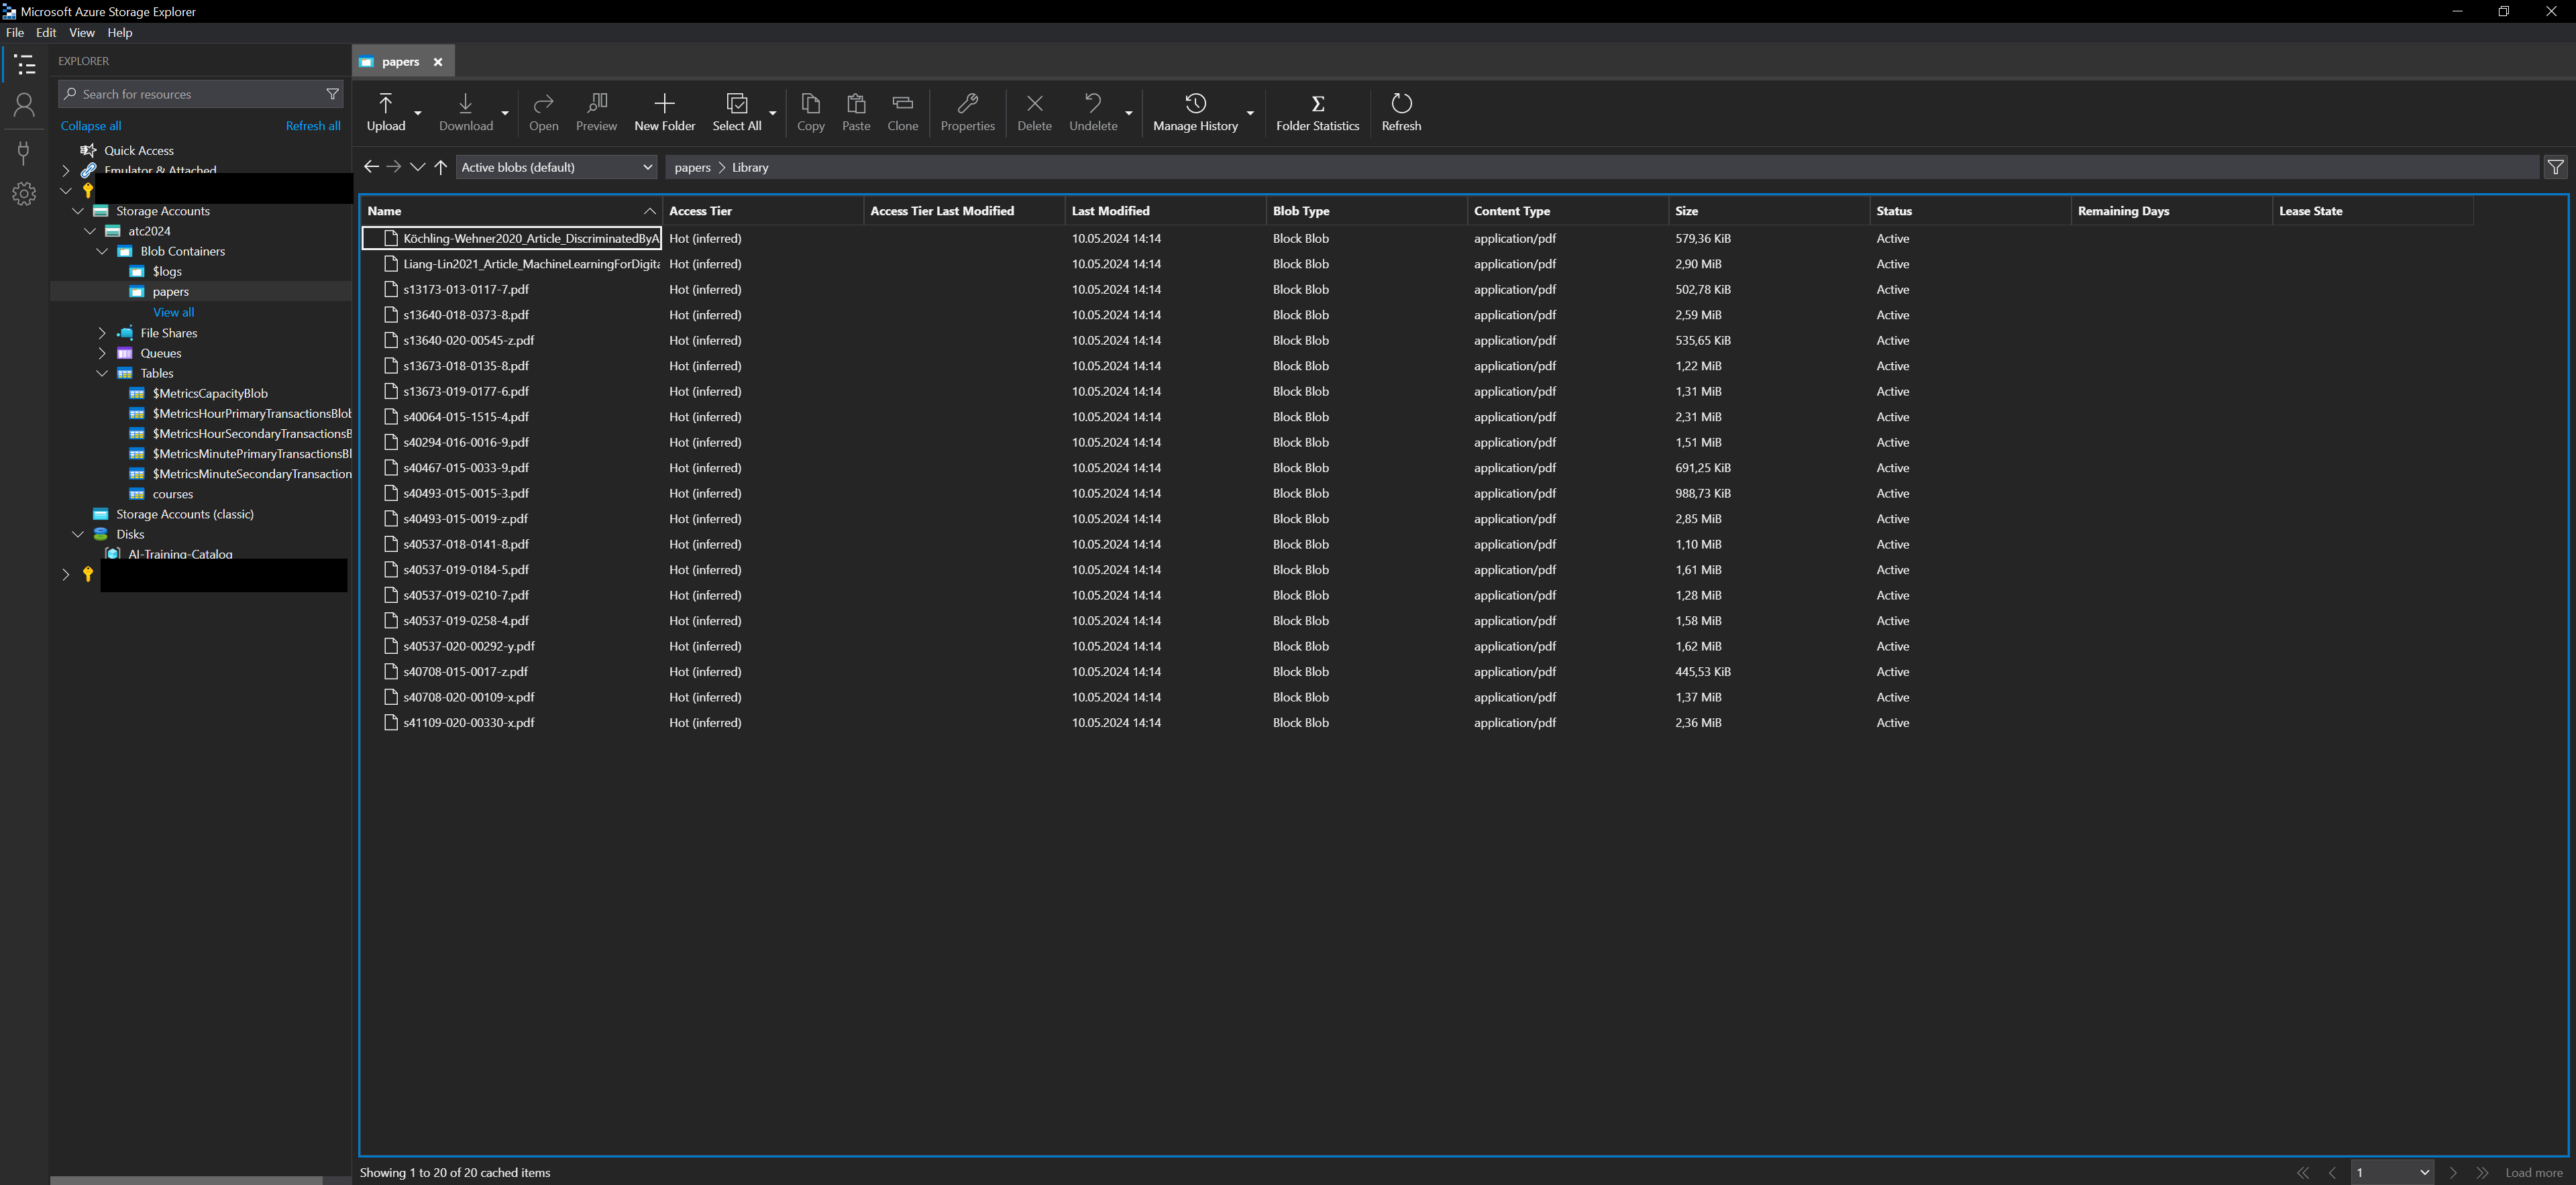 Microsoft Azure Storage Explorer
File Edit View Help
EXPLORER
Search for resources
Collapse all Refresh all
Quick Access
Emulator & Attached
Storage Accounts
atc2024
Blob Containers
$logs
papers
View all
File Shares
Queues
Tables
$MetricsCapacityBlob
$MetricsHourPrimaryTransactionsBlob
$MetricsHourSecondaryTransactionsB
$MetricsMinutePrimaryTransactionsBl
$MetricsMinuteSecondaryTransaction
courses
Storage Accounts (classic)
Disks
AI-Training-Catalog
papers
Upload Download Open Preview New Folder Select All Copy Paste Clone Properties Delete Undelete Manage History Folder Statistics Refresh
Active blobs (default) papers > Library
Name Access Tier Access Tier Last Modified Last Modified Blob Type Content Type Size Status Remaining Days Lease State
Köchling-Wehner2020_Article_DiscriminatedByA Hot (inferred) 10.05.2024 14:14 Block Blob application/pdf 579,36 KiB Active
Liang-Lin2021_Article_MachineLearningForDigita Hot (inferred) 10.05.2024 14:14 Block Blob application/pdf 2,90 MiB Active
s13173-013-0117-7.pdf Hot (inferred) 10.05.2024 14:14 Block Blob application/pdf 502,78 KiB Active
s13640-018-0373-8.pdf Hot (inferred) 10.05.2024 14:14 Block Blob application/pdf 2,59 MiB Active
s13640-020-00545-z.pdf Hot (inferred) 10.05.2024 14:14 Block Blob application/pdf 535,65 KiB Active
s13673-018-0135-8.pdf Hot (inferred) 10.05.2024 14:14 Block Blob application/pdf 1,22 MiB Active
s13673-019-0177-6.pdf Hot (inferred) 10.05.2024 14:14 Block Blob application/pdf 1,31 MiB Active
s40064-015-1515-4.pdf Hot (inferred) 10.05.2024 14:14 Block Blob application/pdf 2,31 MiB Active
s40294-016-0016-9.pdf Hot (inferred) 10.05.2024 14:14 Block Blob application/pdf 1,51 MiB Active
s40467-015-0033-9.pdf Hot (inferred) 10.05.2024 14:14 Block Blob application/pdf 691,25 KiB Active
s40493-015-0015-3.pdf Hot (inferred) 10.05.2024 14:14 Block Blob application/pdf 988,73 KiB Active
s40493-015-0019-z.pdf Hot (inferred) 10.05.2024 14:14 Block Blob application/pdf 2,85 MiB Active
s40537-018-0141-8.pdf Hot (inferred) 10.05.2024 14:14 Block Blob application/pdf 1,10 MiB Active
s40537-019-0184-5.pdf Hot (inferred) 10.05.2024 14:14 Block Blob application/pdf 1,61 MiB Active
s40537-019-0210-7.pdf Hot (inferred) 10.05.2024 14:14 Block Blob application/pdf 1,28 MiB Active
s40537-019-0258-4.pdf Hot (inferred) 10.05.2024 14:14 Block Blob application/pdf 1,58 MiB Active
s40537-020-00292-y.pdf Hot (inferred) 10.05.2024 14:14 Block Blob application/pdf 1,62 MiB Active
s40708-015-0017-z.pdf Hot (inferred) 10.05.2024 14:14 Block Blob application/pdf 445,53 KiB Active
s40708-020-00109-x.pdf Hot (inferred) 10.05.2024 14:14 Block Blob application/pdf 1,37 MiB Active
s41109-020-00330-x.pdf Hot (inferred) 10.05.2024 14:14 Block Blob application/pdf 2,36 MiB Active
Showing 1 to 20 of 20 cached items 1 Load more